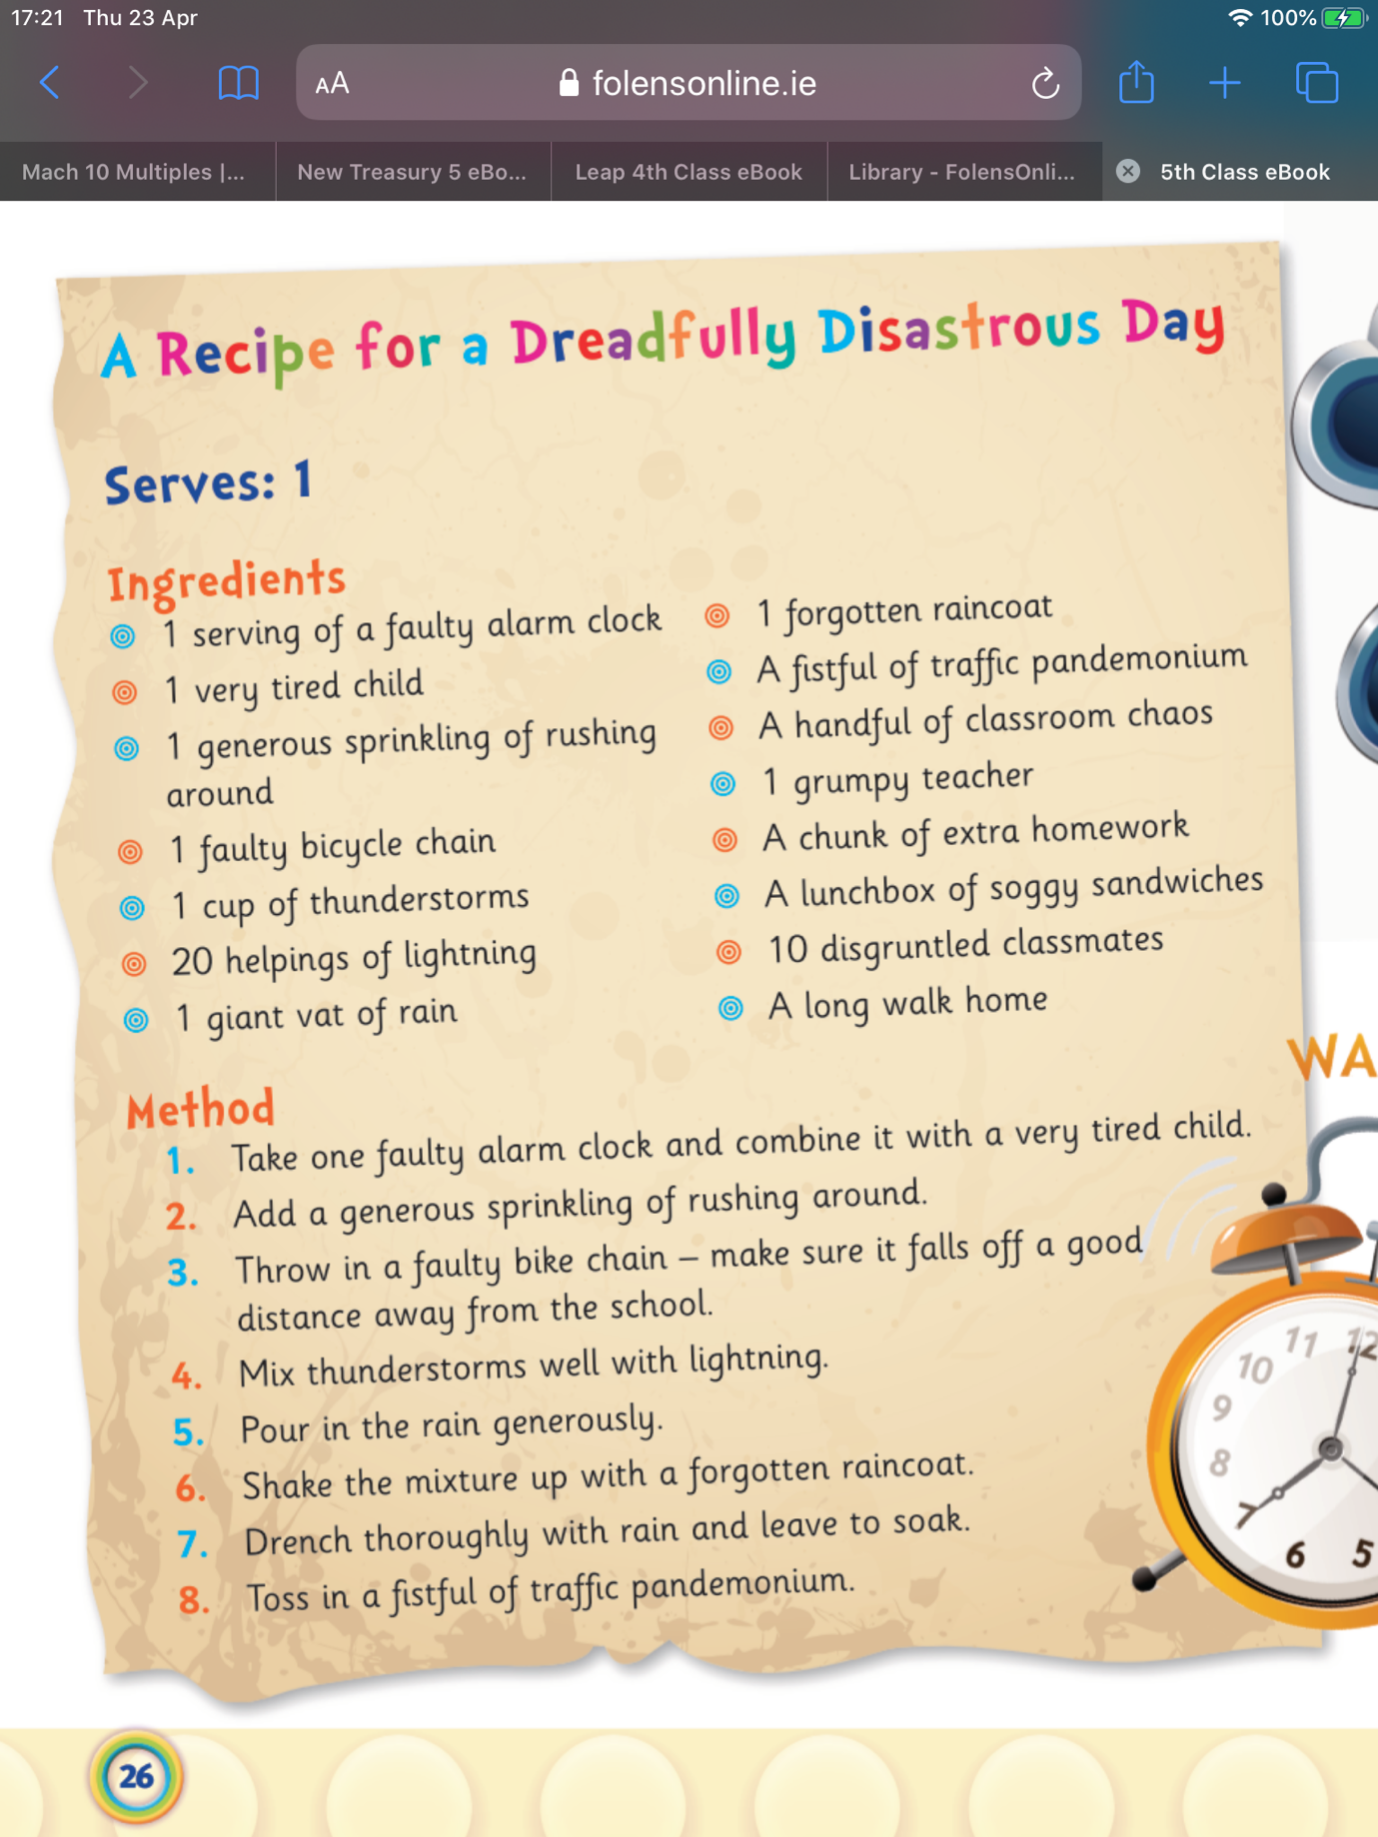 17:21 Thu 23 Apr
100%
AA
folensonline.ie
Mach 10 Multiples |...
New Treasury 5 eBo...
Leap 4th Class eBook
Library - FolensOnli...
5th Class eBook
A Recipe for a Dreadfully Disastrous Day
Serves: 1
Ingredients
1 serving of a faulty alarm clock
1 very tired child
1 generous sprinkling of rushing
around
1 faulty bicycle chain
1 cup of thunderstorms
20 helpings of lightning
1 giant vat of rain
1 forgotten raincoat
A fistful of traffic pandemonium
A handful of classroom chaos
1 grumpy teacher
A chunk of extra homework
A lunchbox of soggy sandwiches
10 disgruntled classmates
A long walk home
WA
Method
1. Take one faulty alarm clock and combine it with a very tired child.
2. Add a generous sprinkling of rushing around.
3. Throw in a faulty bike chain – make sure it falls off a good
distance away from the school.
4. Mix thunderstorms well with lightning.
5. Pour in the rain generously.
6. Shake the mixture up with a forgotten raincoat.
7. Drench thoroughly with rain and leave to soak.
8. Toss in a fistful of traffic pandemonium.
11 12
10
9
8
7
6 5
26